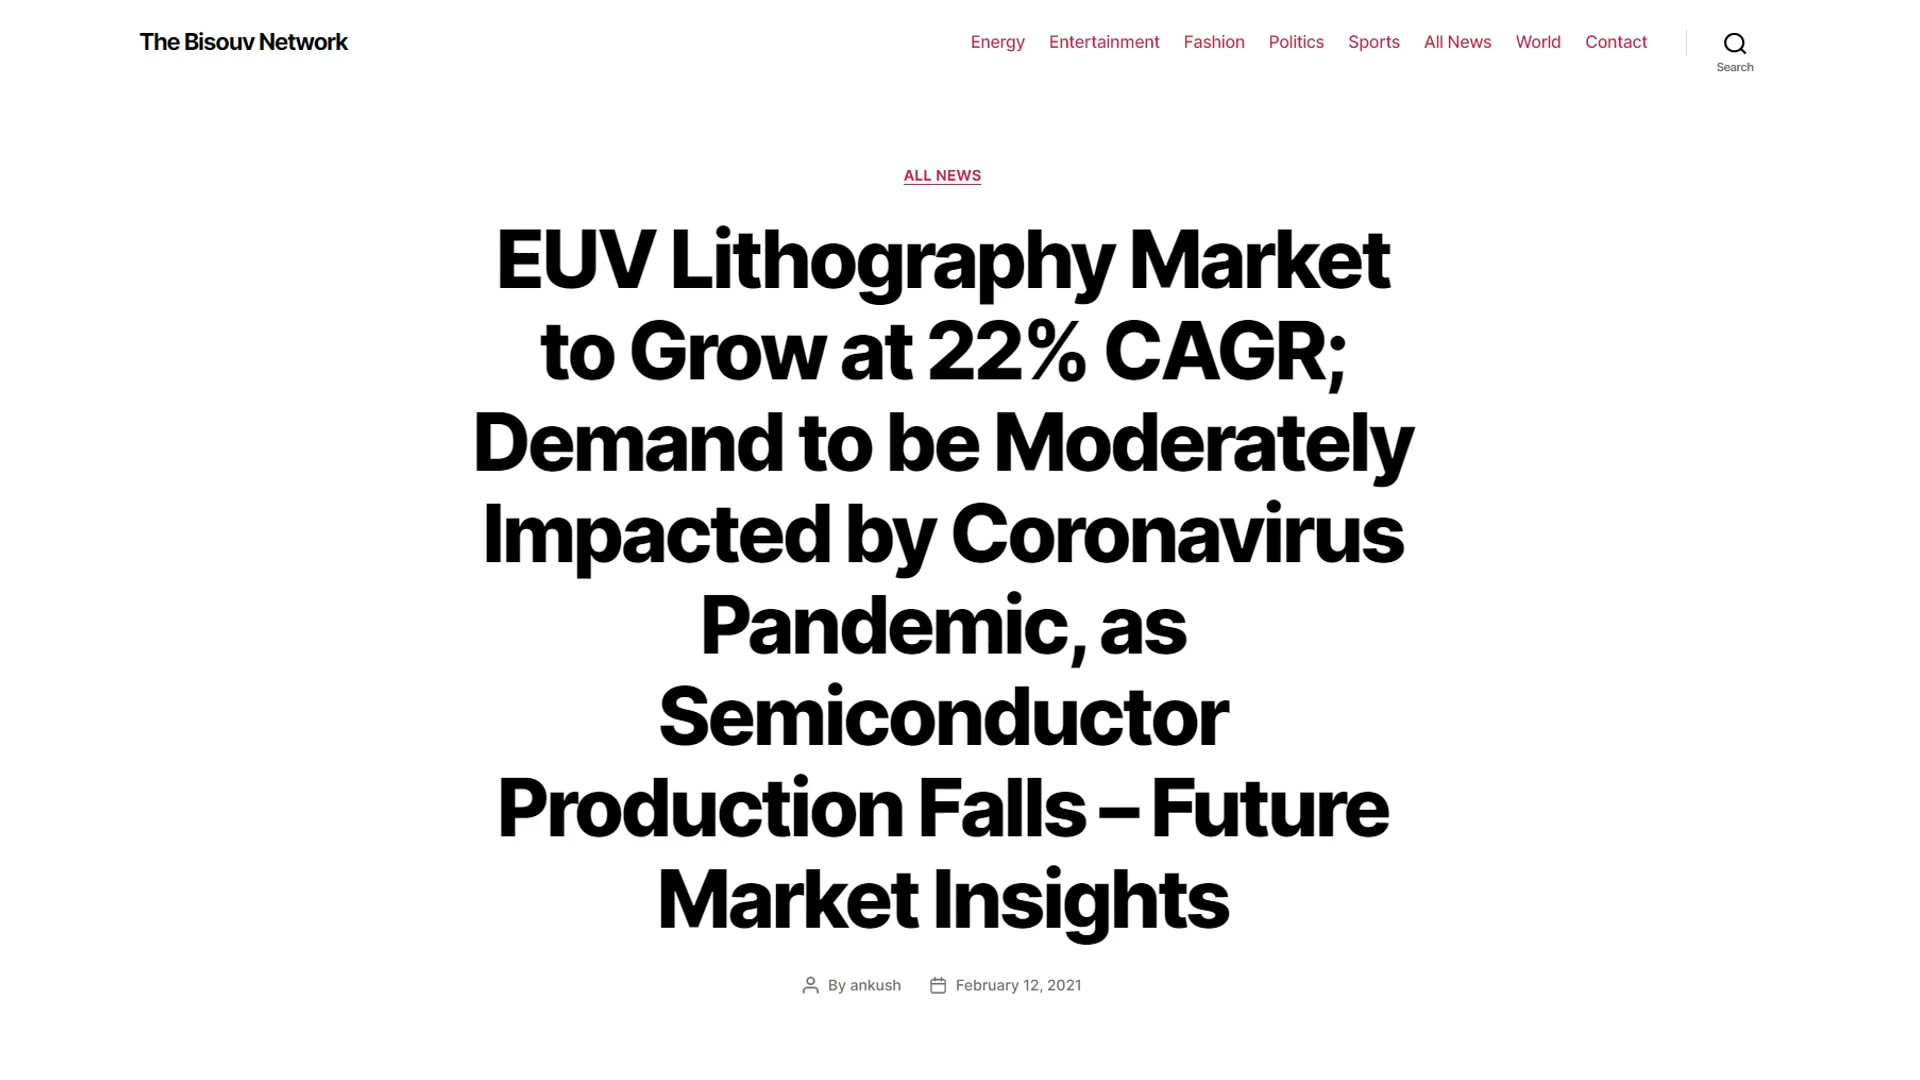 The Bisouv Network
Energy Entertainment Fashion Politics Sports All News World Contact
Search
ALL NEWS
EUV Lithography Market
to Grow at 22% CAGR;
Demand to be Moderately
Impacted by Coronavirus
Pandemic, as
Semiconductor
Production Falls – Future
Market Insights
By ankush February 12, 2021